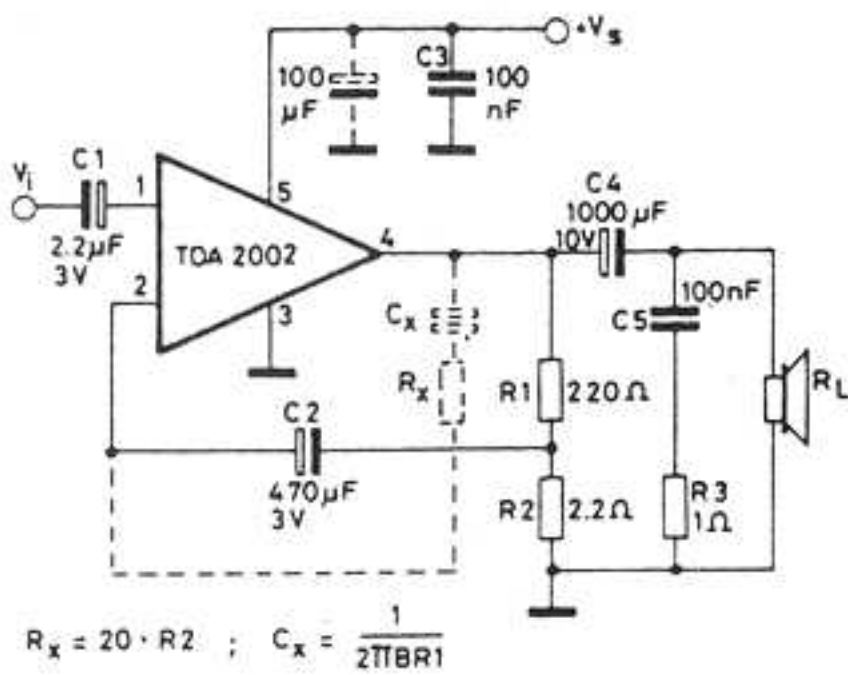 +Vs
C3
100
µF
100
nF
C1
Vi
1
5
2.2µF
3V
TDA 2002
4
C4
1000 µF
10V
2
3
Cx
100nF
C5
Rx
R1
220Ω
RL
C2
470µF
3V
R2
2.2Ω
R3
1Ω
Rx = 20 · R2 ; Cx = 1
2πBR1